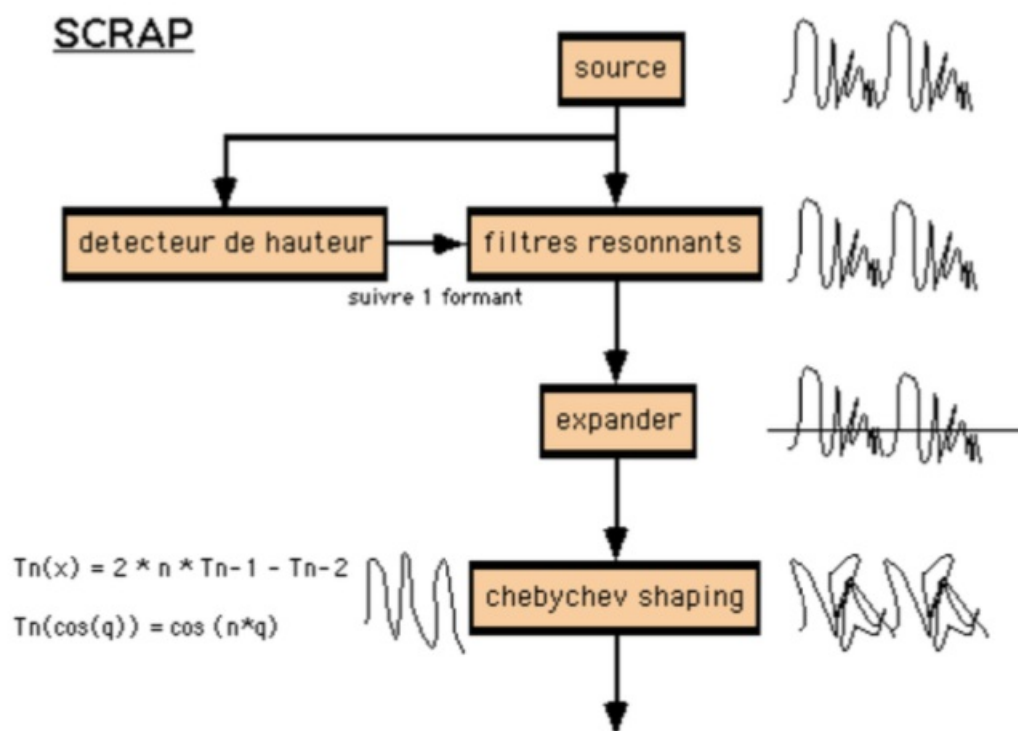 SCRAP
source
detecteur de hauteur
filtres resonnants
suivre 1 formant
expander
Tn(x) = 2 * n * Tn-1 - Tn-2
chebychev shaping
Tn(cos(q)) = cos (n*q)